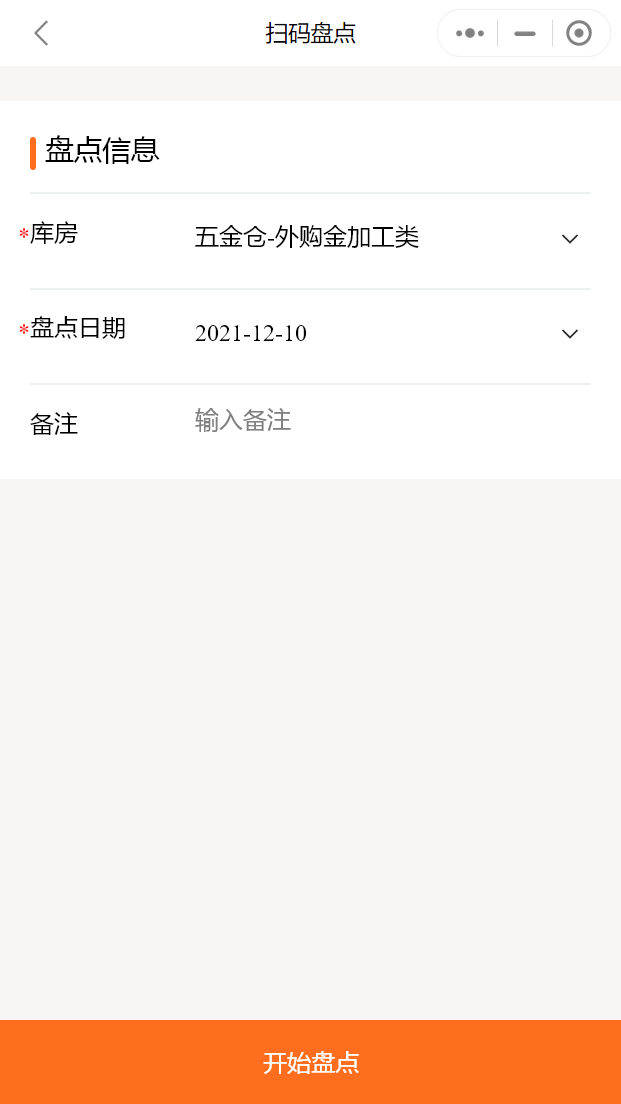 扫码盘点
盘点信息
*库房 五金仓-外购金加工类
*盘点日期 2021-12-10
备注 输入备注
开始盘点